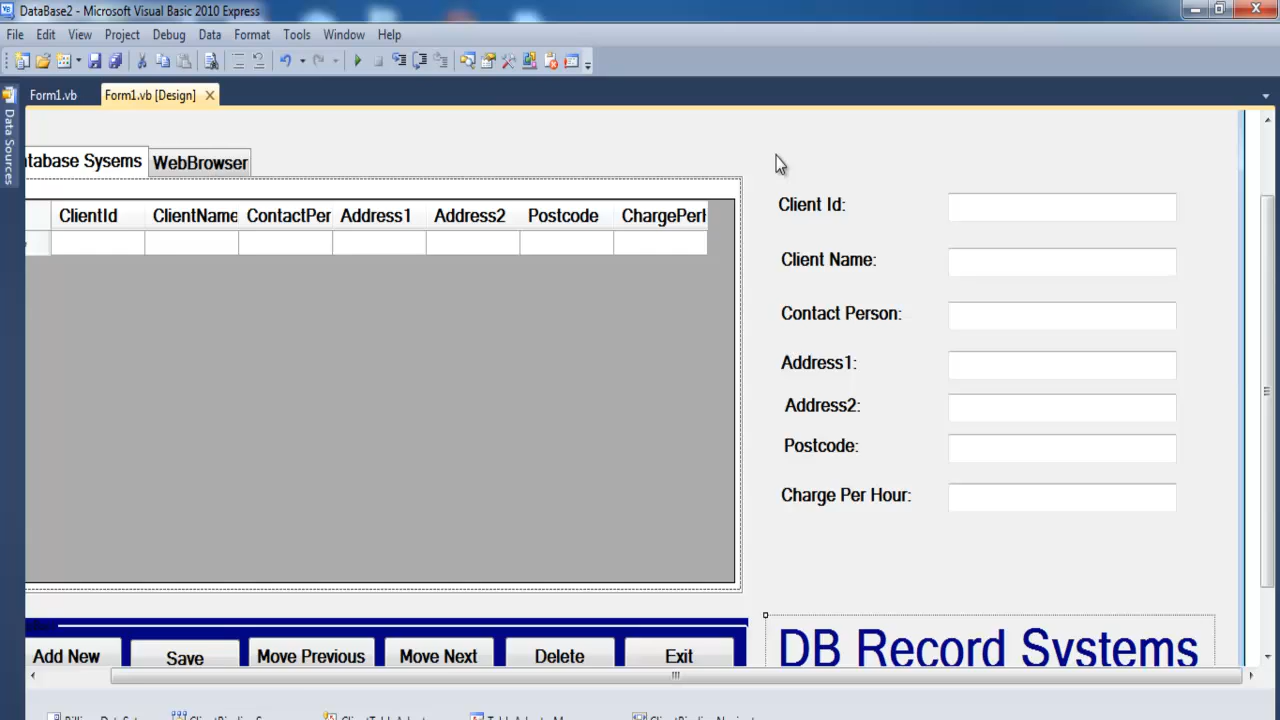 DataBase2 - Microsoft Visual Basic 2010 Express
File Edit View Project Debug Data Format Tools Window Help
Form1.vb Form1.vb [Design]
Data Sources
tabase Sysems WebBrowser
ClientId ClientName ContactPer Address1 Address2 Postcode ChargePerH
Client Id:
Client Name:
Contact Person:
Address1:
Address2:
Postcode:
Charge Per Hour:
Add New Save Move Previous Move Next Delete Exit
DB Record Systems